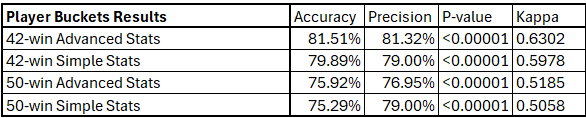 Player Buckets Results Accuracy Precision P-value Kappa
42-win Advanced Stats 81.51% 81.32% <0.00001 0.6302
42-win Simple Stats 79.89% 79.00% <0.00001 0.5978
50-win Advanced Stats 75.92% 76.95% <0.00001 0.5185
50-win Simple Stats 75.29% 79.00% <0.00001 0.5058